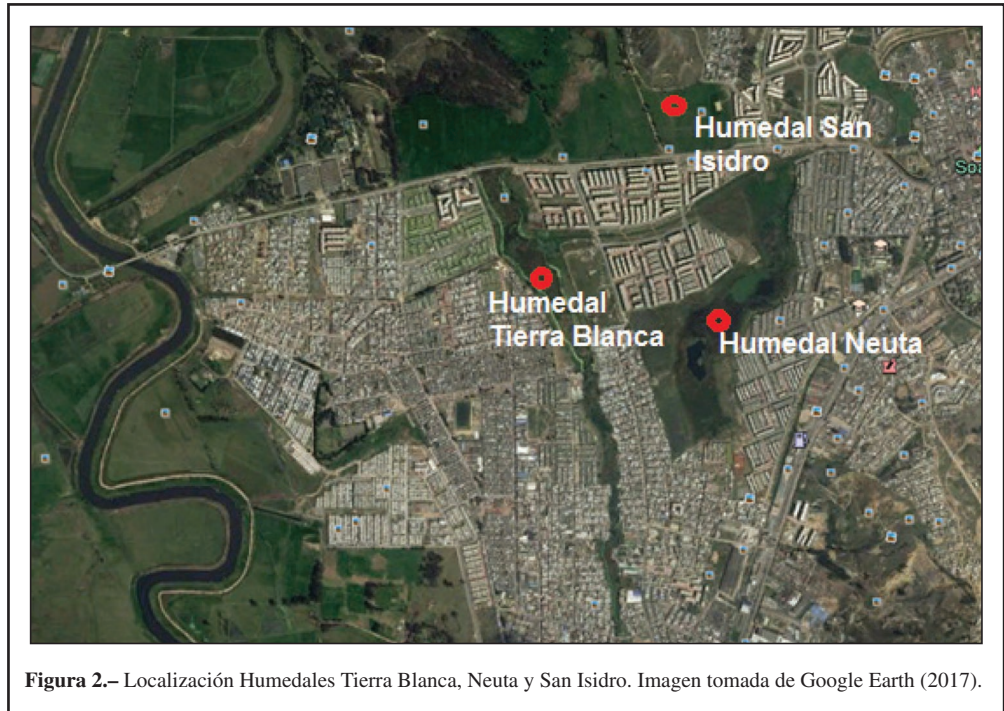 Humedal San
Isidro
Humedal
Tierra Blanca
Humedal Neuta
Figura 2.– Localización Humedales Tierra Blanca, Neuta y San Isidro. Imagen tomada de Google Earth (2017).